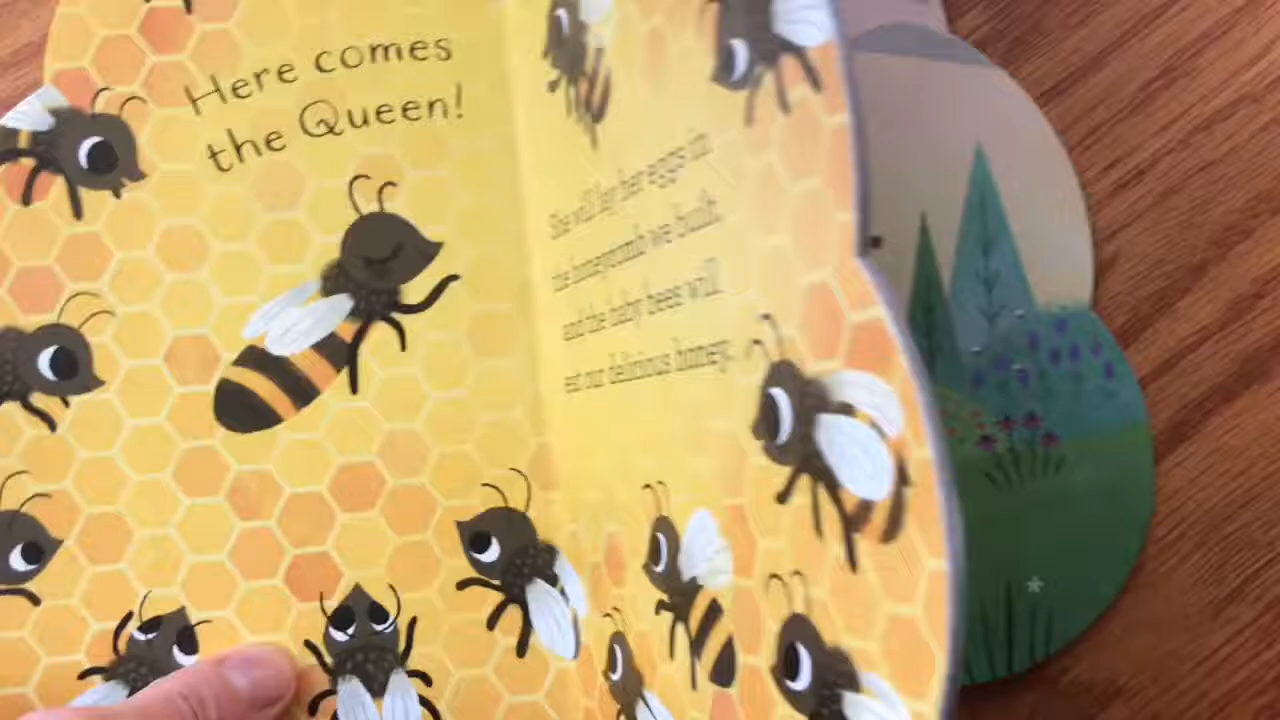 Here comes
the Queen!
She will lay her eggs in
the honeycomb we built
and the baby bees will
eat our delicious honey.